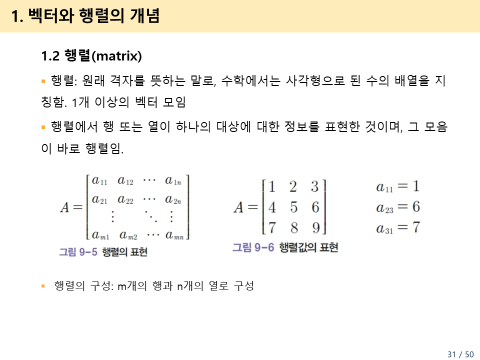 1. 벡터와 행렬의 개념
1.2 행렬(matrix)
▪ 행렬: 원래 격자를 뜻하는 말로, 수학에서는 사각형으로 된 수의 배열을 지
칭함. 1개 이상의 벡터 모임
▪ 행렬에서 행 또는 열이 하나의 대상에 대한 정보를 표현한 것이며, 그 모음
이 바로 행렬임.
a11 a12 ⋯ a1n
A = a21 a22 ⋯ a2n
⋮ ⋱ ⋮
am1 am2 ⋯ amn
그림 9-5 행렬의 표현
1 2 3
A = 4 5 6
7 8 9
그림 9-6 행렬값의 표현
a11 = 1
a23 = 6
a31 = 7
▪ 행렬의 구성: m개의 행과 n개의 열로 구성
31 / 50